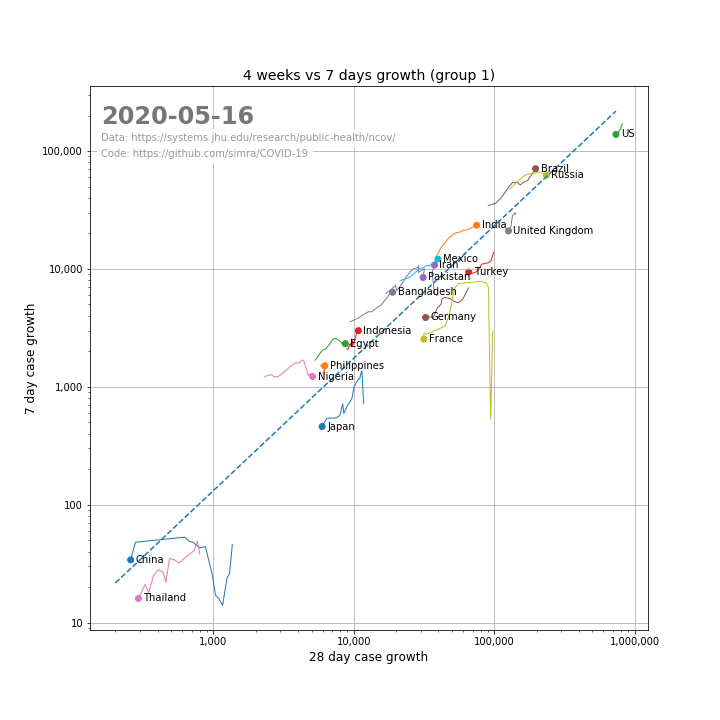 4 weeks vs 7 days growth (group 1)
2020-05-16
Data: https://systems.jhu.edu/research/public-health/ncov/
Code: https://github.com/simra/COVID-19
100,000
10,000
1,000
100
10
7 day case growth
US
Brazil
Russia
India
United Kingdom
Mexico
Iran
Turkey
Pakistan
Bangladesh
Germany
Indonesia
France
Egypt
Philippines
Nigeria
Japan
China
Thailand
1,000
10,000
100,000
1,000,000
28 day case growth